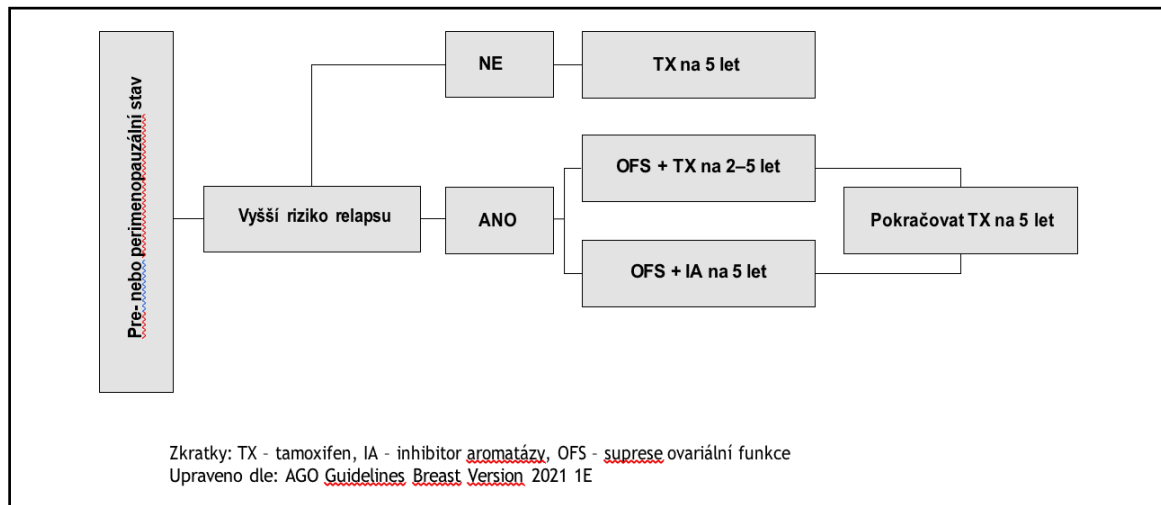 Pre- nebo perimenopauzální stav
Vyšší riziko relapsu
NE
TX na 5 let
ANO
OFS + TX na 2–5 let
OFS + IA na 5 let
Pokračovat TX na 5 let
Zkratky: TX - tamoxifen, IA - inhibitor aromatázy, OFS - suprese ovariální funkce
Upraveno dle: AGO Guidelines Breast Version 2021 1E